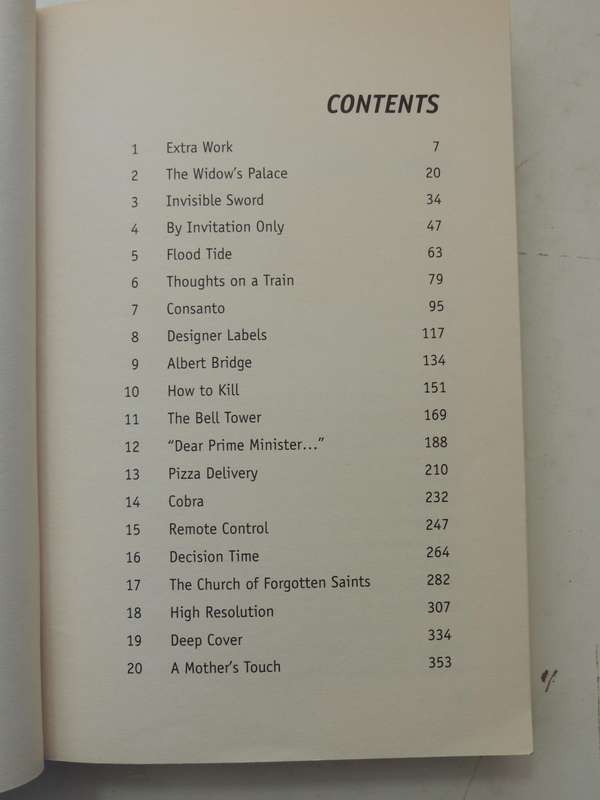 CONTENTS
1 Extra Work 7
2 The Widow's Palace 20
3 Invisible Sword 34
4 By Invitation Only 47
5 Flood Tide 63
6 Thoughts on a Train 79
7 Consanto 95
8 Designer Labels 117
9 Albert Bridge 134
10 How to Kill 151
11 The Bell Tower 169
12 "Dear Prime Minister..." 188
13 Pizza Delivery 210
14 Cobra 232
15 Remote Control 247
16 Decision Time 264
17 The Church of Forgotten Saints 282
18 High Resolution 307
19 Deep Cover 334
20 A Mother's Touch 353